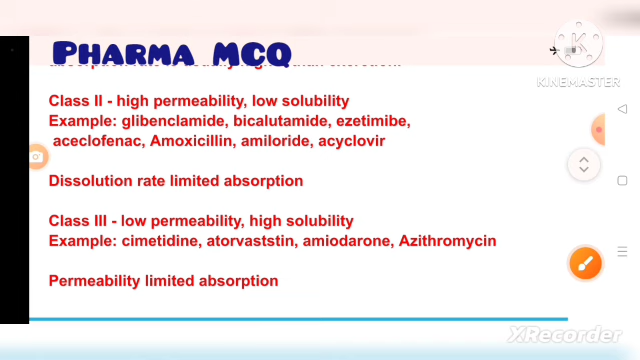 PHARMA MCQ
KINEMASTER
Class II - high permeability, low solubility
Example: glibenclamide, bicalutamide, ezetimibe,
aceclofenac, Amoxicillin, amiloride, acyclovir
Dissolution rate limited absorption
Class III - low permeability, high solubility
Example: cimetidine, atorvaststin, amiodarone, Azithromycin
Permeability limited absorption
XRecorder